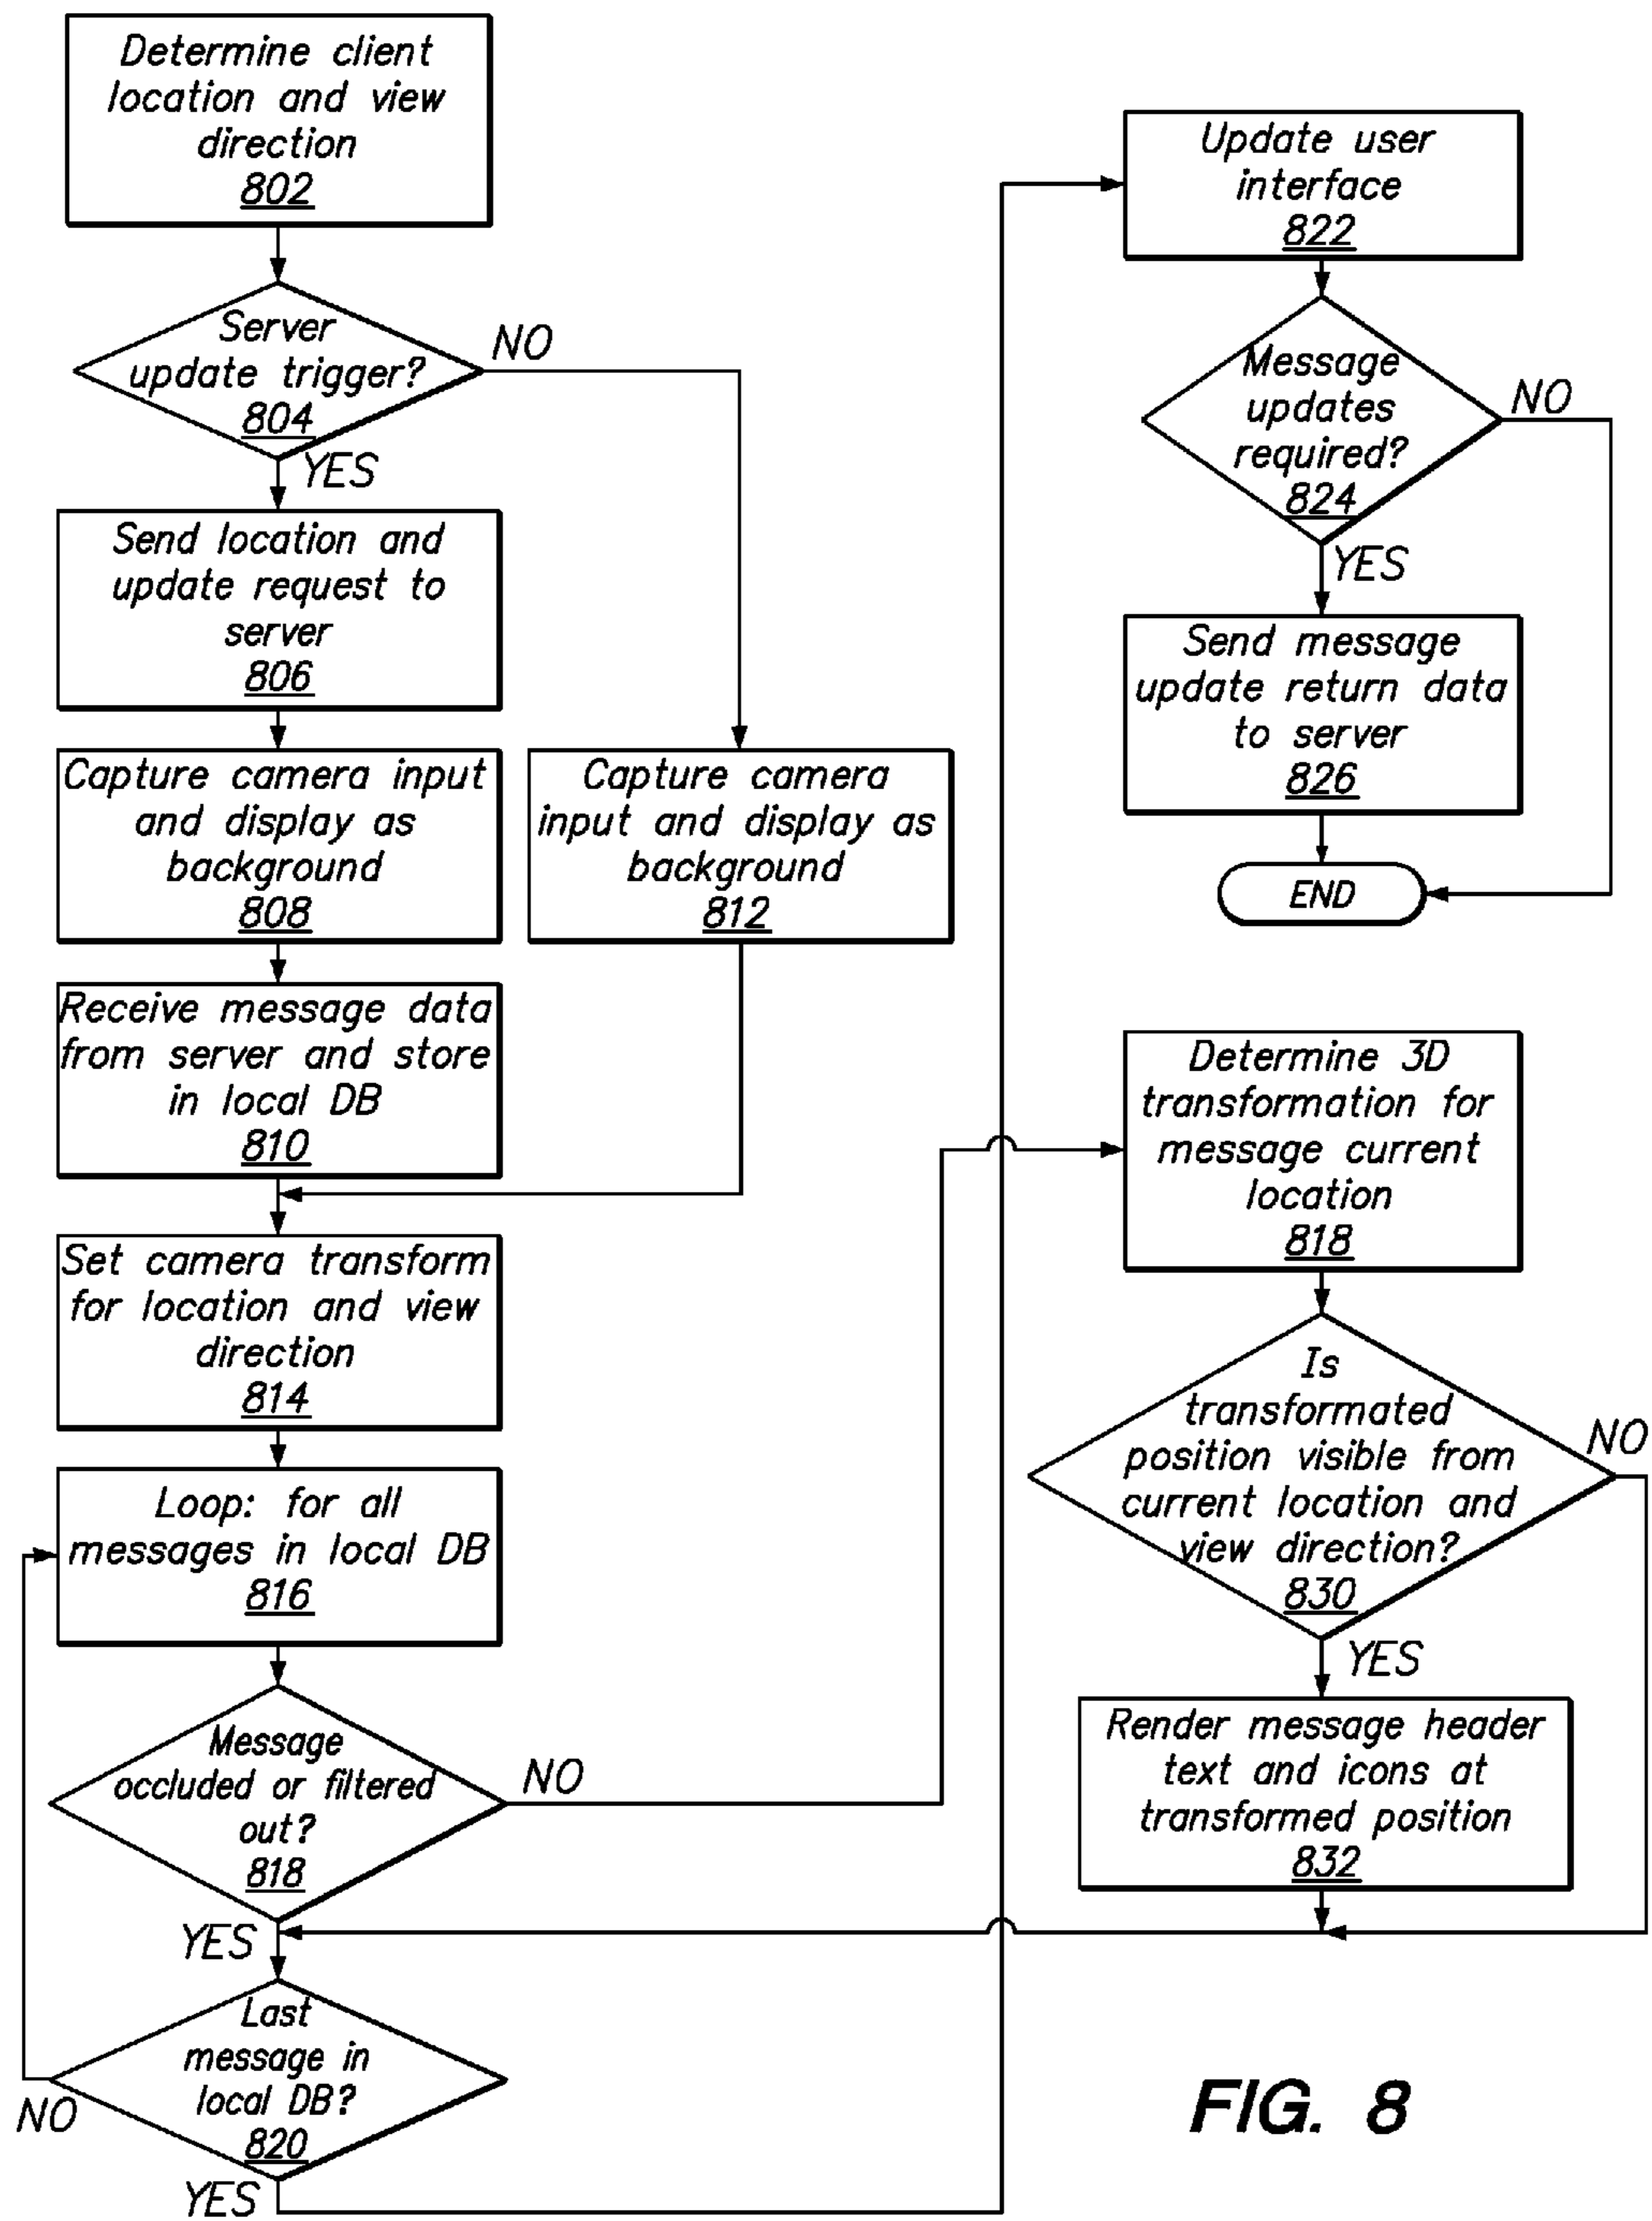 Determine client
location and view
direction
802
Server
update trigger?
804
NO
YES
Send location and
update request to
server
806
Capture camera input
and display as
background
808
Capture camera
input and display as
background
812
Receive message data
from server and store
in local DB
810
Set camera transform
for location and view
direction
814
Loop: for all
messages in local DB
816
Message
occluded or filtered
out?
818
NO
YES
Last
message in
local DB?
820
NO
YES
Update user
interface
822
Message
updates
required?
824
NO
YES
Send message
update return data
to server
826
END
Determine 3D
transformation for
message current
location
818
Is
transformated
position visible from
current location and
view direction?
830
NO
YES
Render message header
text and icons at
transformed position
832
FIG. 8